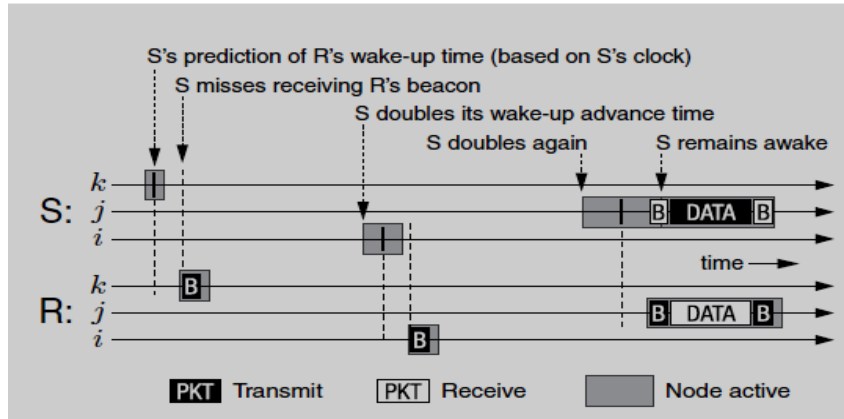 S's prediction of R's wake-up time (based on S's clock)
S misses receiving R's beacon
S doubles its wake-up advance time
S doubles again S remains awake
k
S: j B DATA B
i
time
k B
R: j B DATA B
i B
PKT Transmit PKT Receive Node active